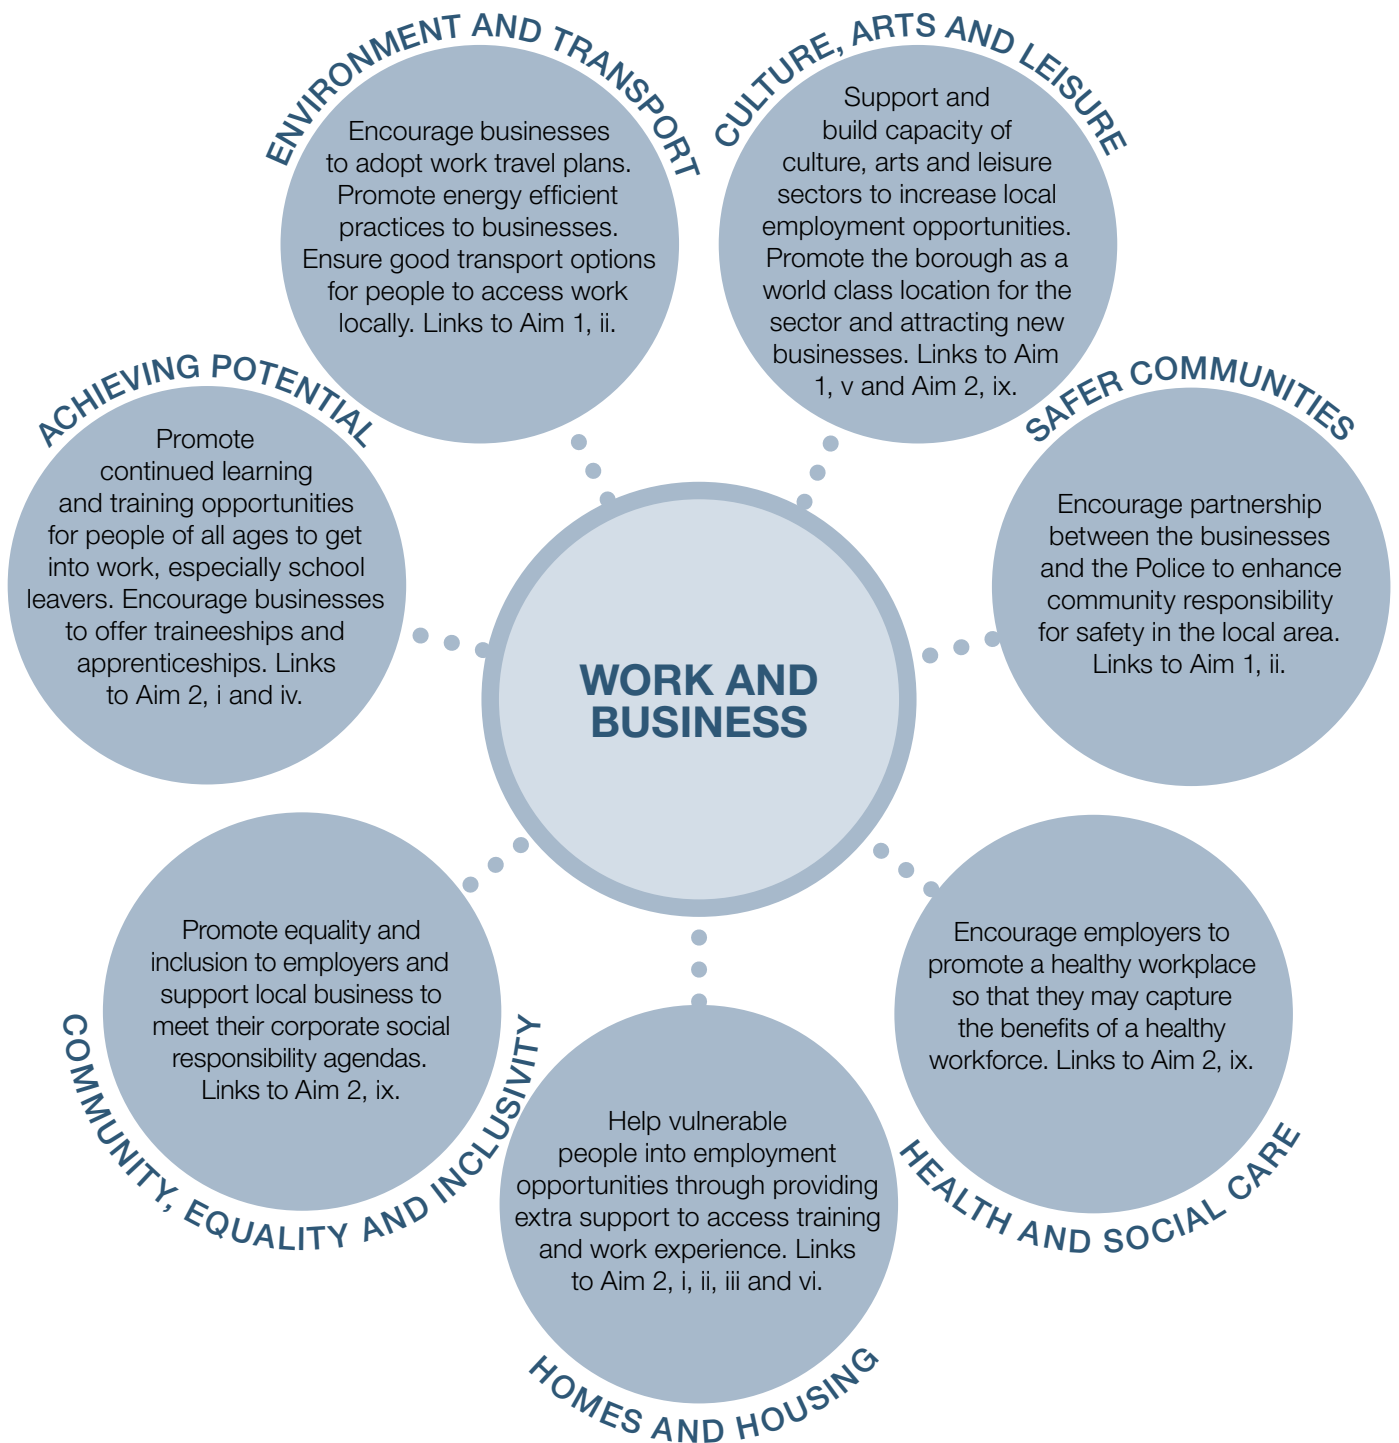 ENVIRONMENT AND TRANSPORT
Encourage businesses
to adopt work travel plans.
Promote energy efficient
practices to businesses.
Ensure good transport options
for people to access work
locally. Links to Aim 1, ii.
CULTURE, ARTS AND LEISURE
Support and
build capacity of
culture, arts and leisure
sectors to increase local
employment opportunities.
Promote the borough as a
world class location for the
sector and attracting new
businesses. Links to Aim
1, v and Aim 2, ix.
ACHIEVING POTENTIAL
Promote
continued learning
and training opportunities
for people of all ages to get
into work, especially school
leavers. Encourage businesses
to offer traineeships and
apprenticeships. Links
to Aim 2, i and iv.
SAFER COMMUNITIES
Encourage partnership
between the businesses
and the Police to enhance
community responsibility
for safety in the local area.
Links to Aim 1, ii.
WORK AND
BUSINESS
Promote equality and
inclusion to employers and
support local business to
meet their corporate social
responsibility agendas.
Links to Aim 2, ix.
COMMUNITY, EQUALITY AND INCLUSIVITY
Encourage employers to
promote a healthy workplace
so that they may capture
the benefits of a healthy
workforce. Links to Aim 2, ix.
HEALTH AND SOCIAL CARE
Help vulnerable
people into employment
opportunities through providing
extra support to access training
and work experience. Links
to Aim 2, i, ii, iii and vi.
HOMES AND HOUSING